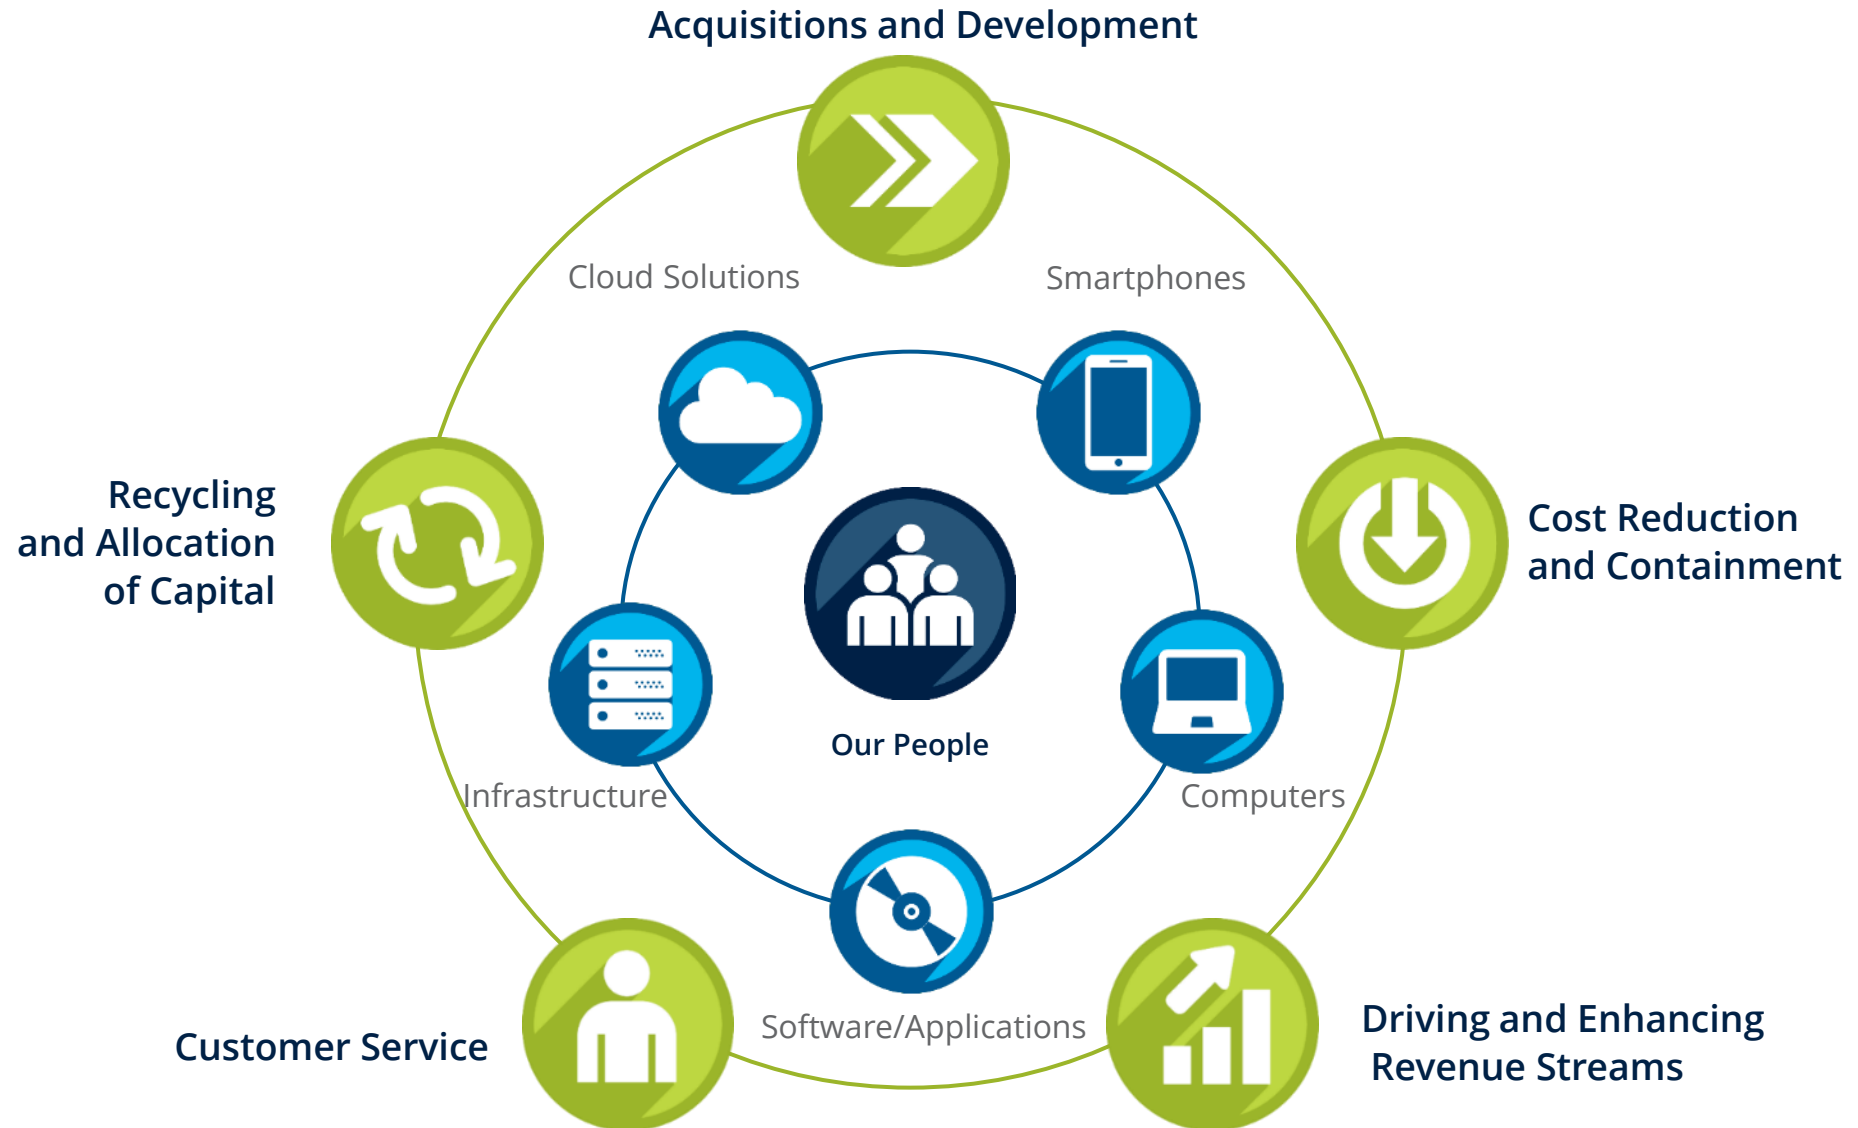 Acquisitions and Development
Cloud Solutions
Smartphones
Recycling
and Allocation
of Capital
Cost Reduction
and Containment
Our People
Infrastructure
Computers
Software/Applications
Customer Service
Driving and Enhancing
Revenue Streams